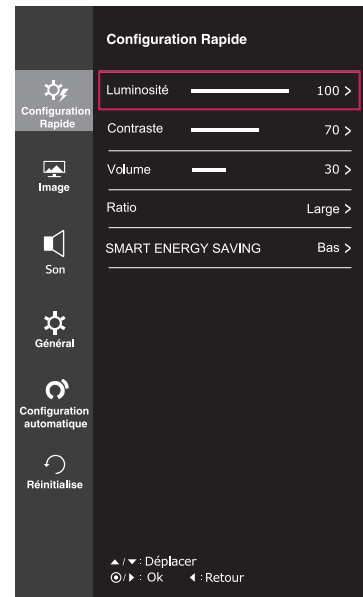 Configuration Rapide
Configuration
Rapide
Image
Son
Général
Configuration
automatique
Réinitialise
Luminosité 100 >
Contraste 70 >
Volume 30 >
Ratio Large >
SMART ENERGY SAVING Bas >
▲/▼ : Déplacer
◉/▶ : Ok ◀ : Retour